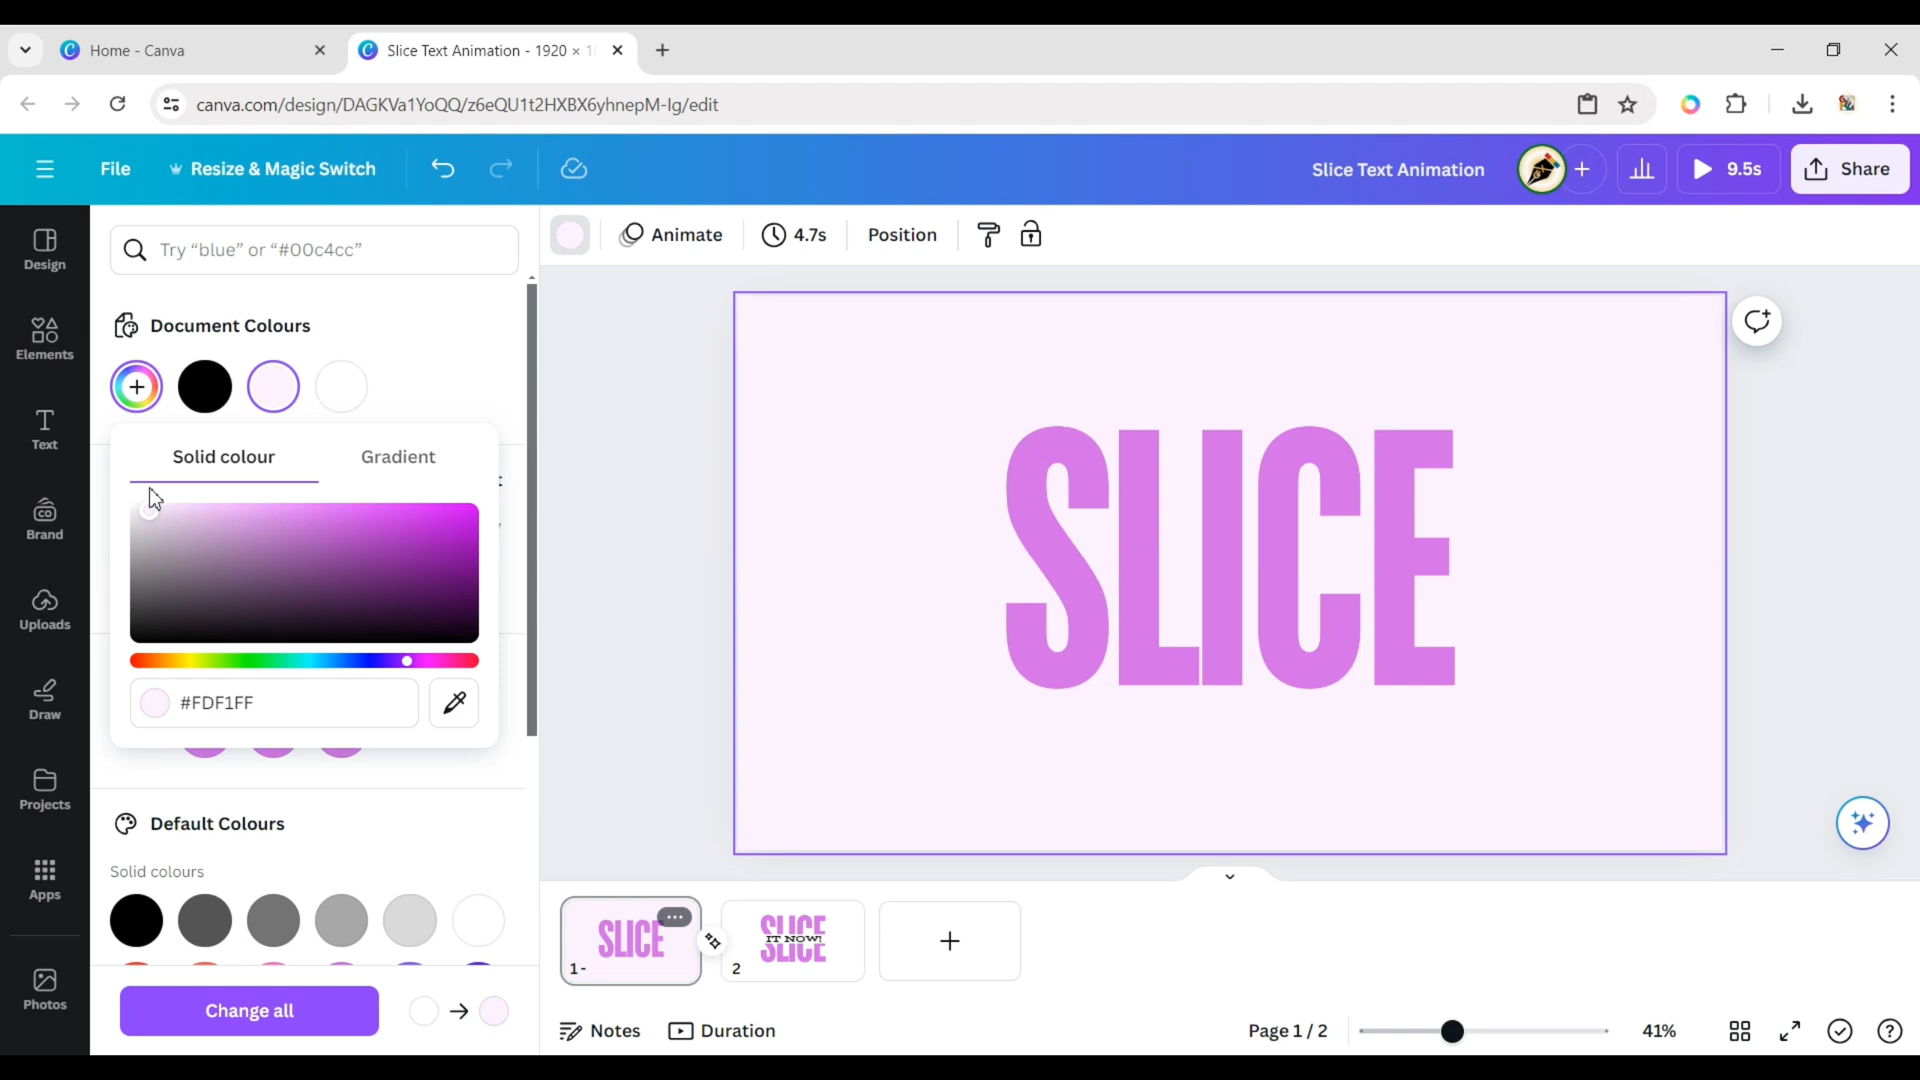 Home - Canva
Slice Text Animation - 1920 × 1
canva.com/design/DAGKVa1YoQQ/z6eQU1t2HXBX6yhnepM-Ig/edit
File
Resize & Magic Switch
Slice Text Animation
9.5s
Share
Try “blue” or “#00c4cc”
Animate
4.7s
Position
Design
Elements
Text
Brand
Uploads
Draw
Projects
Apps
Photos
Document Colours
Solid colour
Gradient
#FDF1FF
Default Colours
Solid colours
Change all
SLICE
SLICE
1 -
SLICE
IT NOW!
SLICE
2
Notes
Duration
Page 1 / 2
41%